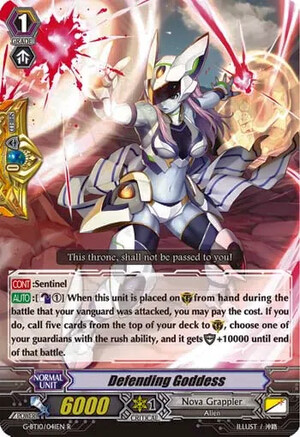 1
GRADE
This throne, shall not be passed to you!
CONT:Sentinel
AUTO:[①] When this unit is placed on from hand during the
battle that your vanguard was attacked, you may pay the cost. If you
do, call five cards from the top of your deck to , choose one of
your guardians with the rush ability, and it gets +10000 until end
of that battle.
NORMAL
UNIT
Defending Goddess
POWER
6000
1
CRITICAL
Nova Grappler
Alien
G-BT10/041EN R
ILLUST / 沖路